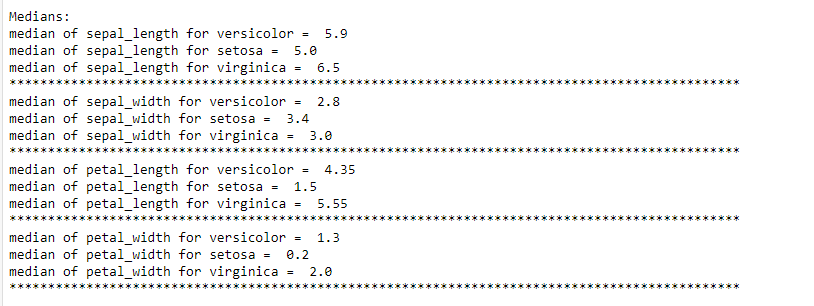 Medians:
median of sepal_length for versicolor =  5.9
median of sepal_length for setosa =  5.0
median of sepal_length for virginica =  6.5
***********************************************************************************************
median of sepal_width for versicolor =  2.8
median of sepal_width for setosa =  3.4
median of sepal_width for virginica =  3.0
***********************************************************************************************
median of petal_length for versicolor =  4.35
median of petal_length for setosa =  1.5
median of petal_length for virginica =  5.55
***********************************************************************************************
median of petal_width for versicolor =  1.3
median of petal_width for setosa =  0.2
median of petal_width for virginica =  2.0
***********************************************************************************************